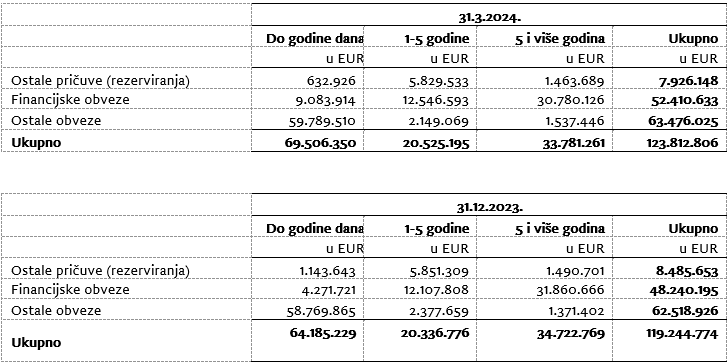 31.3.2024.
Do godine dana 1-5 godine 5 i više godina Ukupno
u EUR u EUR u EUR u EUR
Ostale pričuve (rezerviranja) 632.926 5.829.533 1.463.689 7.926.148
Financijske obveze 9.083.914 12.546.593 30.780.126 52.410.633
Ostale obveze 59.789.510 2.149.069 1.537.446 63.476.025
Ukupno 69.506.350 20.525.195 33.781.261 123.812.806
31.12.2023.
Do godine dana 1-5 godine 5 i više godina Ukupno
u EUR u EUR u EUR u EUR
Ostale pričuve (rezerviranja) 1.143.643 5.851.309 1.490.701 8.485.653
Financijske obveze 4.271.721 12.107.808 31.860.666 48.240.195
Ostale obveze 58.769.865 2.377.659 1.371.402 62.518.926
Ukupno 64.185.229 20.336.776 34.722.769 119.244.774